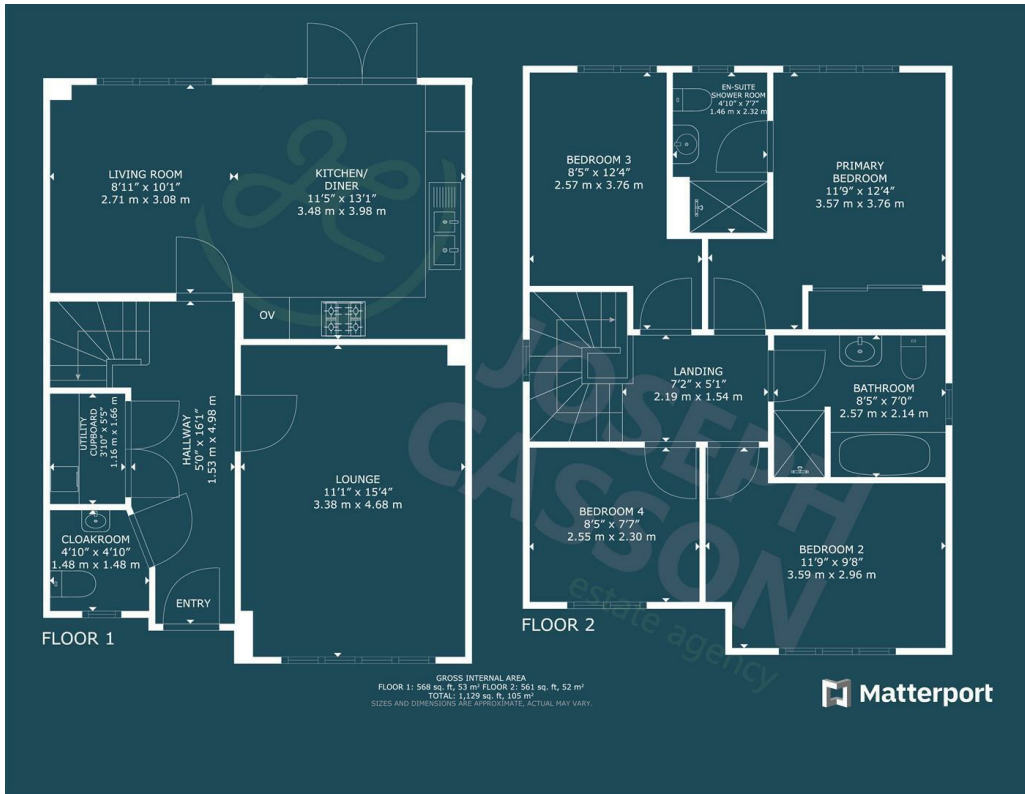 LIVING ROOM
8'11" x 10'1"
2.71 m x 3.08 m
KITCHEN/
DINER
11'5" x 13'1"
3.48 m x 3.98 m
OV
UTILITY
CUPBOARD
3'10" x 5'5"
1.16 m x 1.66 m
HALLWAY
5'0" x 16'1"
1.53 m x 4.98 m
LOUNGE
11'1" x 15'4"
3.38 m x 4.68 m
CLOAKROOM
4'10" x 4'10"
1.48 m x 1.48 m
ENTRY
FLOOR 1
BEDROOM 3
8'5" x 12'4"
2.57 m x 3.76 m
EN-SUITE
SHOWER ROOM
4'10" x 7'7"
1.46 m x 2.32 m
PRIMARY
BEDROOM
11'9" x 12'4"
3.57 m x 3.76 m
LANDING
7'2" x 5'1"
2.19 m x 1.54 m
BATHROOM
8'5" x 7'0"
2.57 m x 2.14 m
BEDROOM 4
8'5" x 7'7"
2.55 m x 2.30 m
BEDROOM 2
11'9" x 9'8"
3.59 m x 2.96 m
FLOOR 2
JOSEPH
CASSON
estate agency
GROSS INTERNAL AREA
FLOOR 1: 568 sq. ft, 53 m² FLOOR 2: 561 sq. ft, 52 m²
TOTAL: 1,129 sq. ft, 105 m²
SIZES AND DIMENSIONS ARE APPROXIMATE, ACTUAL MAY VARY.
Matterport